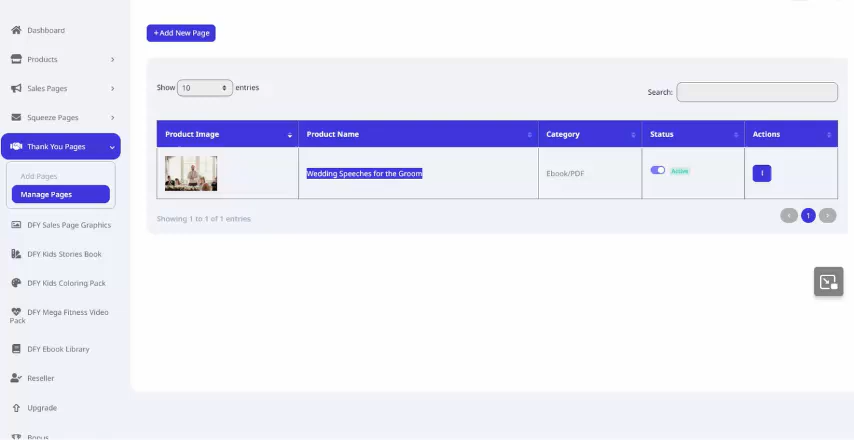 Dashboard
+Add New Page
Products
Sales Pages
Show 10 entries
Search:
Squeeze Pages
Thank You Pages
Product Image
Product Name
Category
Status
Actions
Add Pages
Manage Pages
Wedding Speeches for the Groom
Ebook/PDF
Active
Showing 1 to 1 of 1 entries
1
DFY Sales Page Graphics
DFY Kids Stories Book
DFY Kids Coloring Pack
DFY Mega Fitness Video
Pack
DFY Ebook Library
Reseller
Upgrade
Bonus